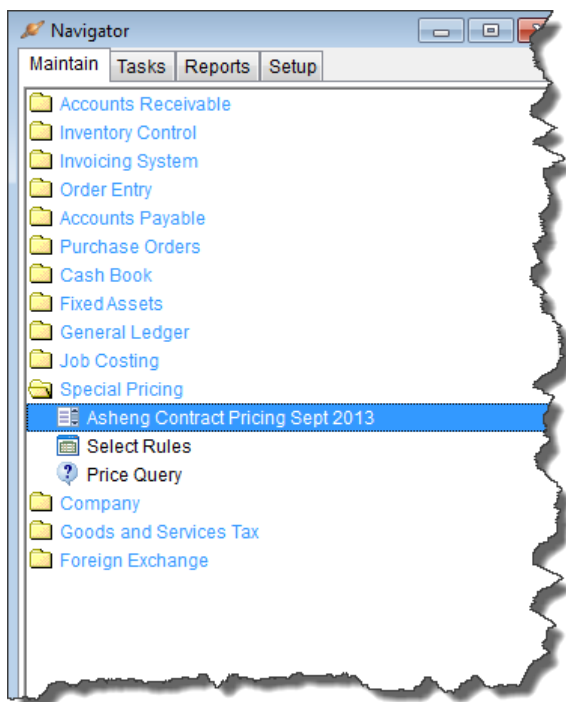 Navigator
Maintain Tasks Reports Setup
Accounts Receivable
Inventory Control
Invoicing System
Order Entry
Accounts Payable
Purchase Orders
Cash Book
Fixed Assets
General Ledger
Job Costing
Special Pricing
Asheng Contract Pricing Sept 2013
Select Rules
Price Query
Company
Goods and Services Tax
Foreign Exchange